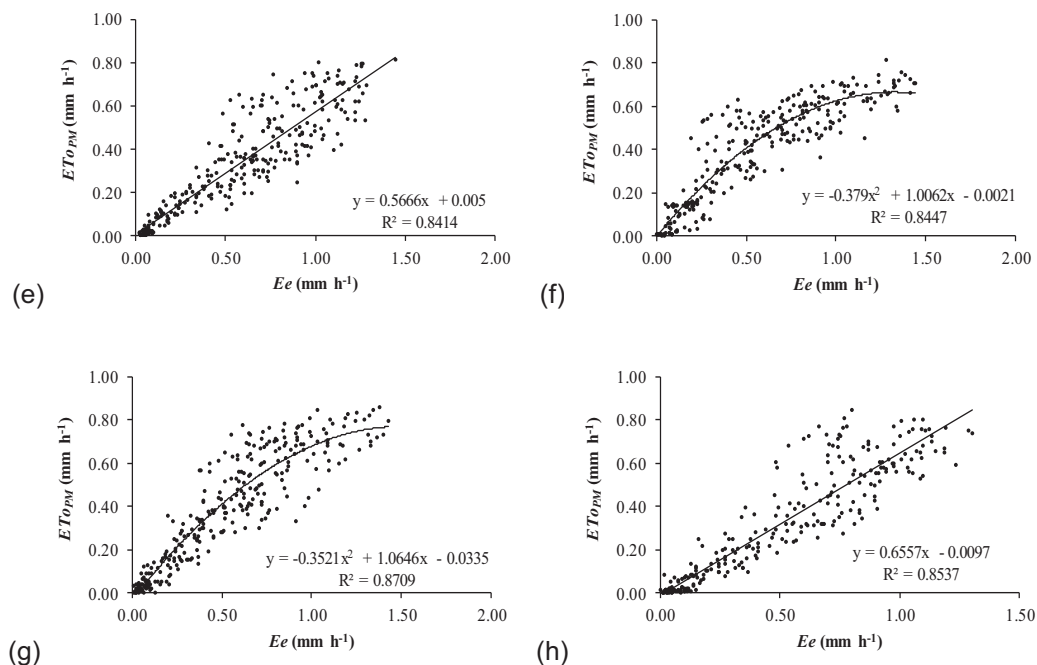 1.00
0.80
0.60
0.40
0.20
0.00
ETo_PM (mm h⁻¹)
y = 0.5666x + 0.005
R² = 0.8414
0.00 0.50 1.00 1.50 2.00
Ee (mm h⁻¹)
(e)
1.00
0.80
0.60
0.40
0.20
0.00
ETo_PM (mm h⁻¹)
y = -0.379x² + 1.0062x - 0.0021
R² = 0.8447
0.00 0.50 1.00 1.50 2.00
Ee (mm h⁻¹)
(f)
1.00
0.80
0.60
0.40
0.20
0.00
ETo_PM (mm h⁻¹)
y = -0.3521x² + 1.0646x - 0.0335
R² = 0.8709
0.00 0.50 1.00 1.50 2.00
Ee (mm h⁻¹)
(g)
1.00
0.80
0.60
0.40
0.20
0.00
ETo_PM (mm h⁻¹)
y = 0.6557x - 0.0097
R² = 0.8537
0.00 0.50 1.00 1.50
Ee (mm h⁻¹)
(h)